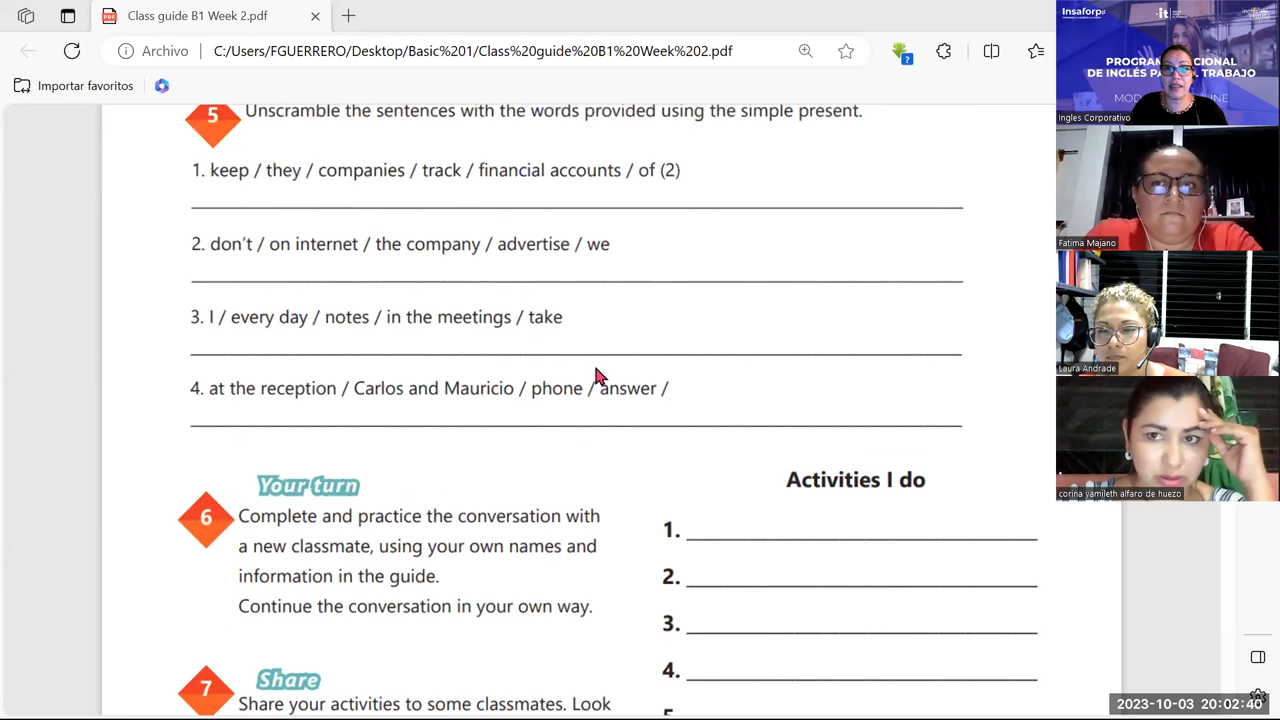 Class guide B1 Week 2.pdf
Archivo
C:/Users/FGUERRERO/Desktop/Basic%201/Class%20guide%20B1%20Week%202.pdf
Importar favoritos
5
Unscramble the sentences with the words provided using the simple present.
1. keep / they / companies / track / financial accounts / of (2)
2. don't / on internet / the company / advertise / we
3. I / every day / notes / in the meetings / take
4. at the reception / Carlos and Mauricio / phone / answer /
Your turn
6
Complete and practice the conversation with
a new classmate, using your own names and
information in the guide.
Continue the conversation in your own way.
7
Share
Share your activities to some classmates. Look
Activities I do
1.
2.
3.
4.
Insaforp
Ingles Corporativo
Fatima Majano
Laura Andrade
corina yamileth alfaro de huezo
2023-10-03 20:02:40